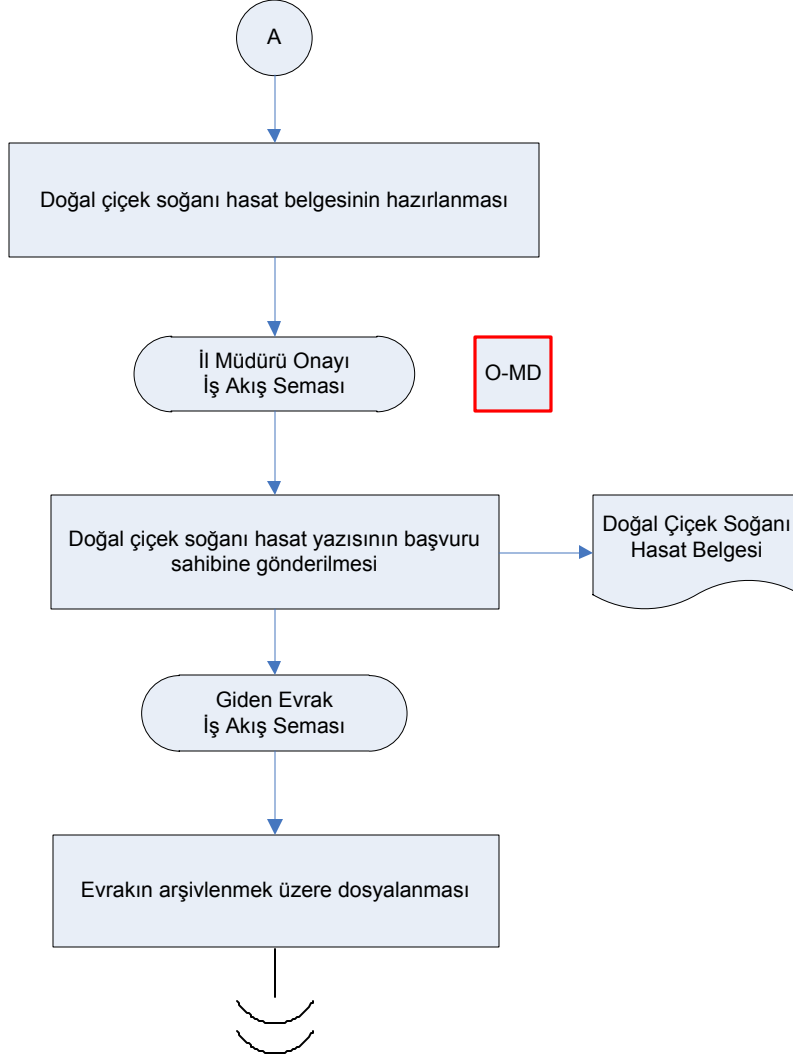 A
Doğal çiçek soğanı hasat belgesinin hazırlanması
İl Müdürü Onayı
İş Akış Seması
O-MD
Doğal çiçek soğanı hasat yazısının başvuru
sahibine gönderilmesi
Doğal Çiçek Soğanı
Hasat Belgesi
Giden Evrak
İş Akış Seması
Evrakın arşivlenmek üzere dosyalanması